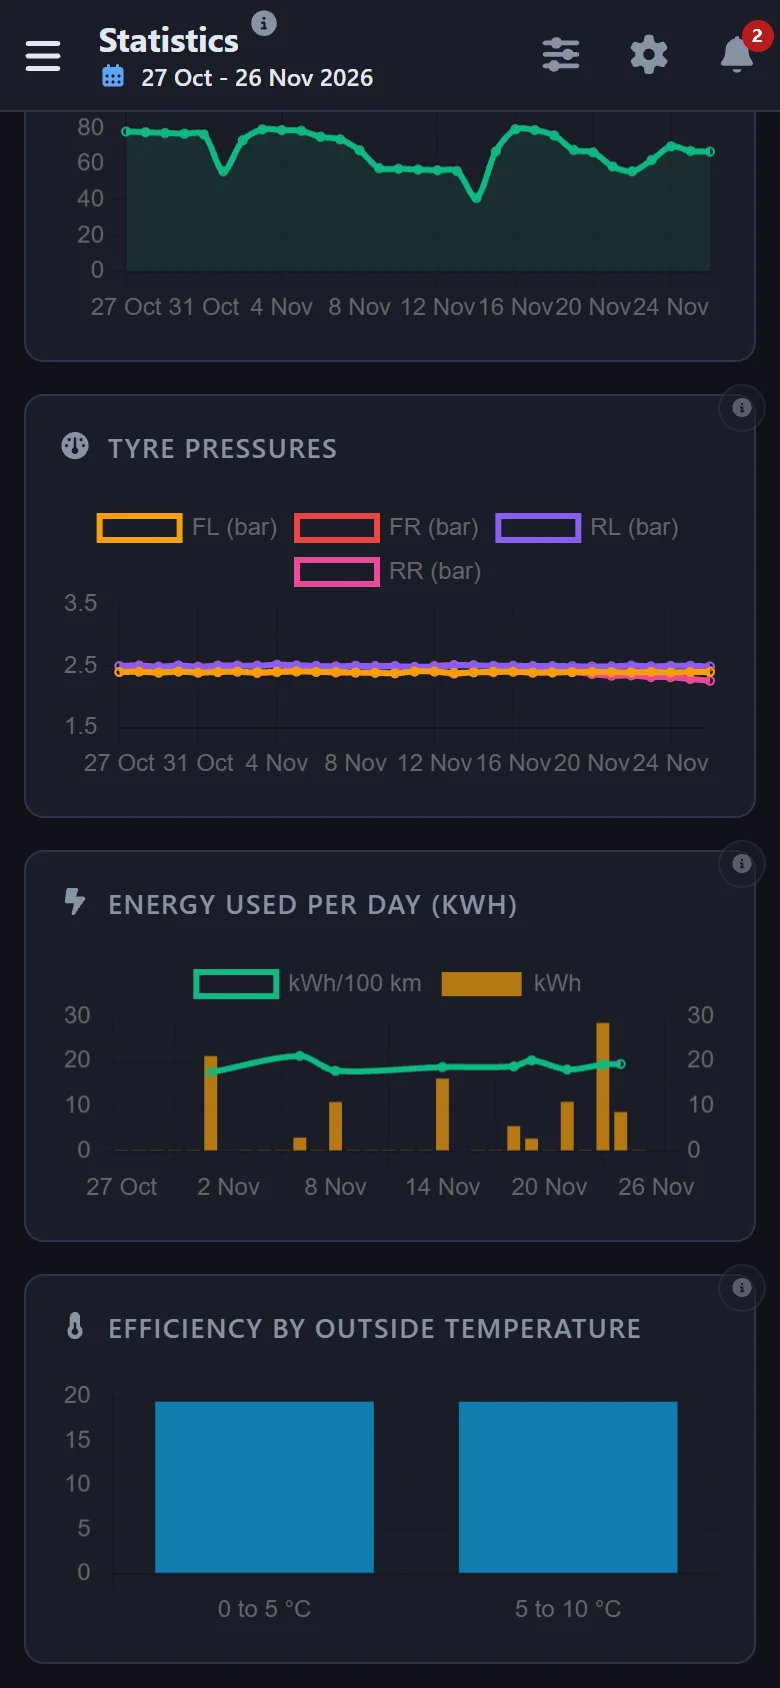 Statistics
27 Oct - 26 Nov 2026
2
80
60
40
20
0
27 Oct 31 Oct 4 Nov 8 Nov 12 Nov 16 Nov 20 Nov 24 Nov
TYRE PRESSURES
FL (bar) FR (bar) RL (bar)
RR (bar)
3.5
2.5
1.5
27 Oct 31 Oct 4 Nov 8 Nov 12 Nov 16 Nov 20 Nov 24 Nov
ENERGY USED PER DAY (KWH)
kWh/100 km kWh
30 30
20 20
10 10
0 0
27 Oct 2 Nov 8 Nov 14 Nov 20 Nov 26 Nov
EFFICIENCY BY OUTSIDE TEMPERATURE
20
15
10
5
0
0 to 5 °C 5 to 10 °C